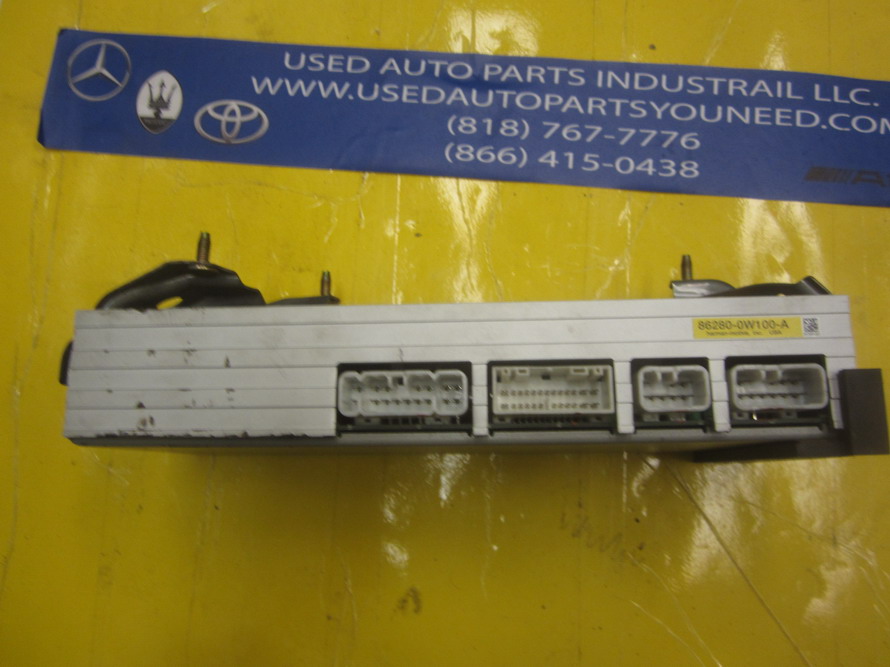 USED AUTO PARTS INDUSTRAIL LLC.
WWW.USEDAUTOPARTSYOUNEED.COM
(818) 767-7776
(866) 415-0438
86280-0W100-A